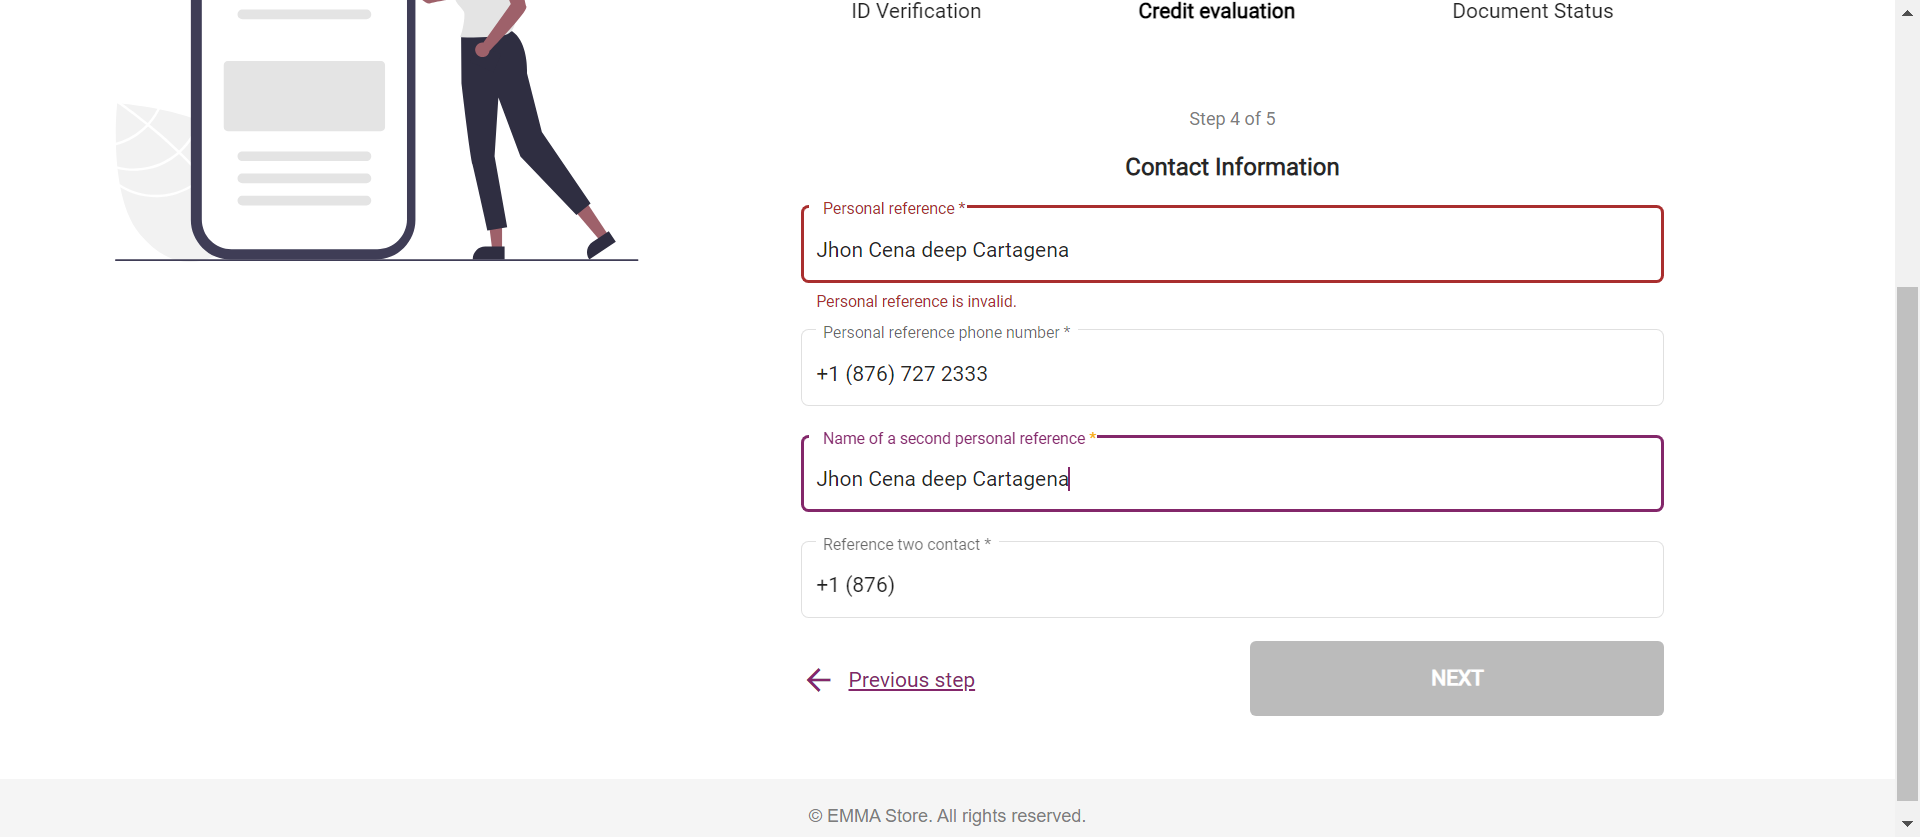 ID Verification
Credit evaluation
Document Status
Step 4 of 5
Contact Information
Personal reference *
Jhon Cena deep Cartagena
Personal reference is invalid.
Personal reference phone number *
+1 (876) 727 2333
Name of a second personal reference *
Jhon Cena deep Cartagena
Reference two contact *
+1 (876)
Previous step
NEXT
© EMMA Store. All rights reserved.